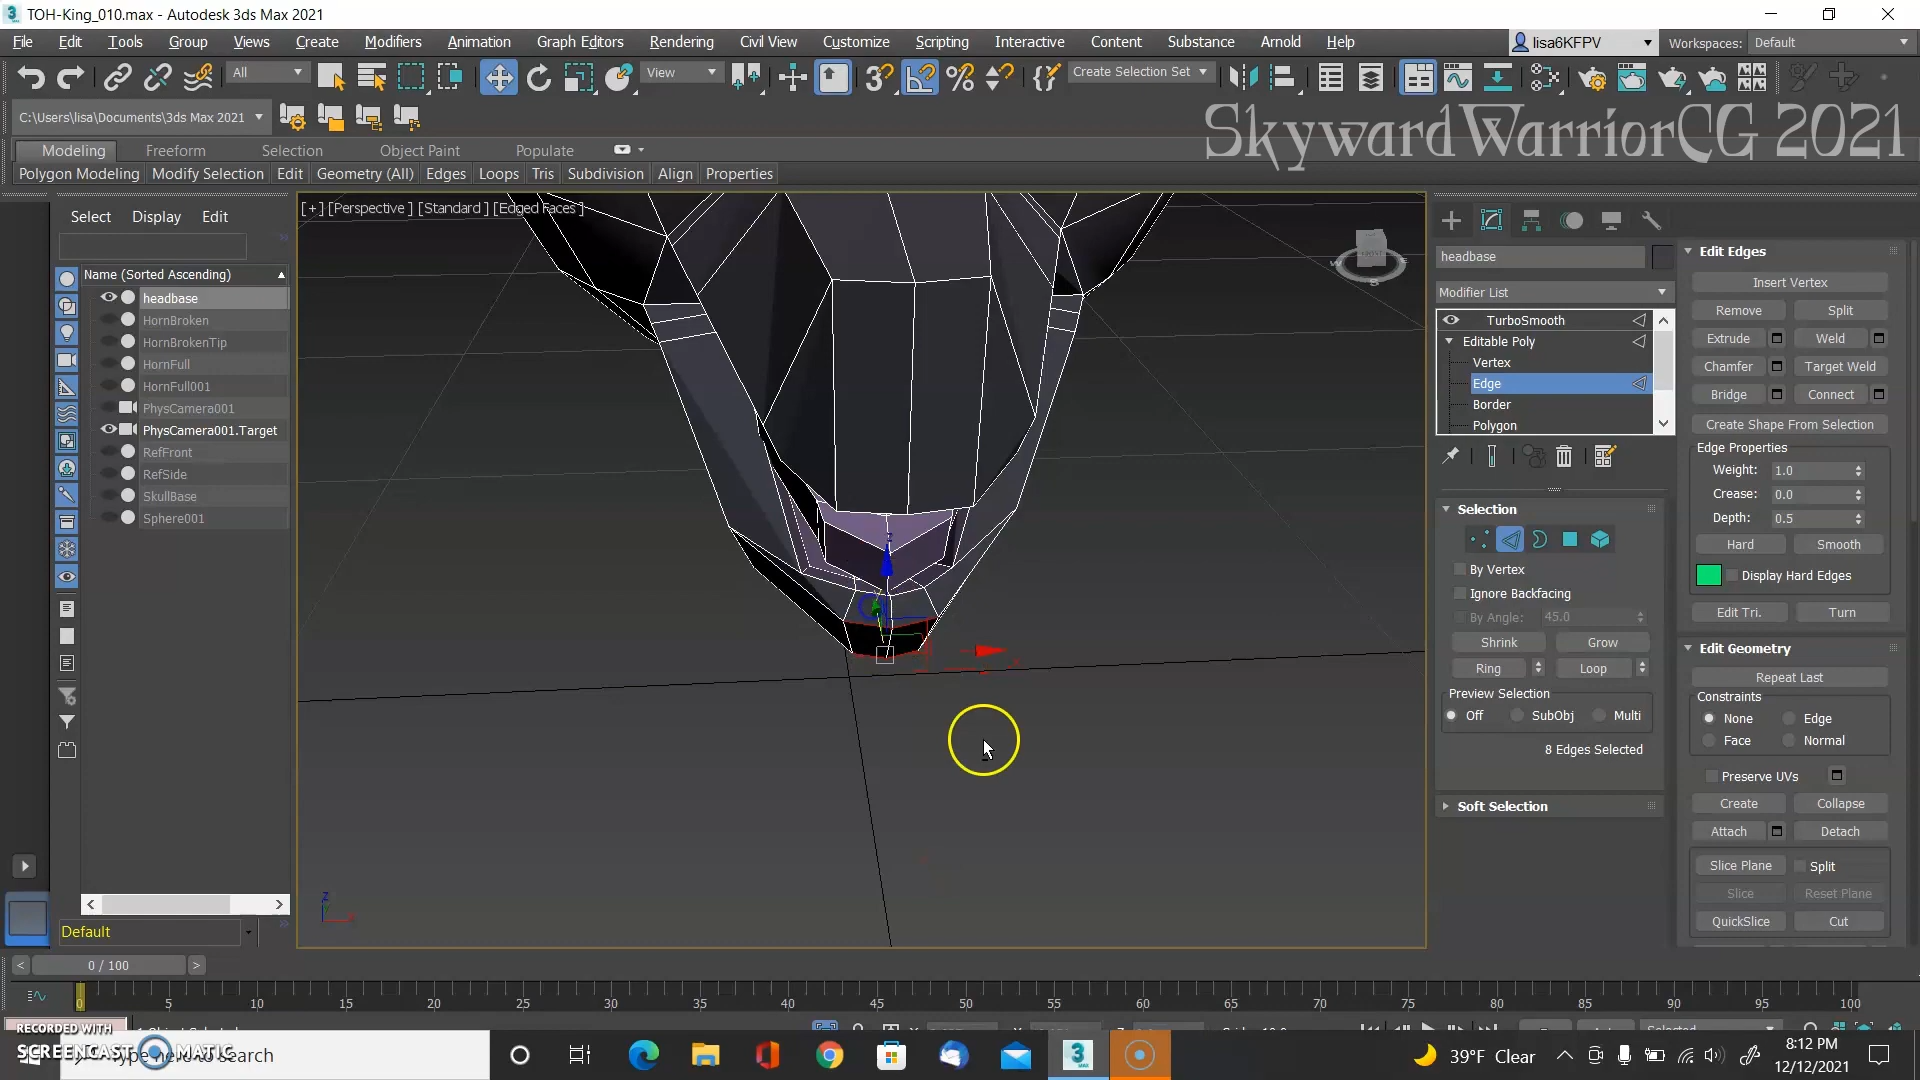 TOH-King_010.max - Autodesk 3ds Max 2021
File Edit Tools Group Views Create Modifiers Animation Graph Editors Rendering Civil View Customize Scripting Interactive Content Substance Arnold Help
lisa6KFPV Workspaces: Default
All View Create Selection Set
C:\Users\lisa\Documents\3ds Max 2021
SkywardWarriorCG 2021
Modeling Freeform Selection Object Paint Populate
Polygon Modeling Modify Selection Edit Geometry (All) Edges Loops Tris Subdivision Align Properties
Select Display Edit
[+] [Perspective ] [Standard ] [Edged Faces ]
Name (Sorted Ascending)
headbase
HornBroken
HornBrokenTip
HornFull
HornFull001
PhysCamera001
PhysCamera001.Target
RefFront
RefSide
SkullBase
Sphere001
Default
headbase
Modifier List
TurboSmooth
Editable Poly
Vertex
Edge
Border
Polygon
Selection
By Vertex
Ignore Backfacing
By Angle: 45.0
Shrink Grow
Ring Loop
Preview Selection
Off SubObj Multi
8 Edges Selected
Soft Selection
Edit Edges
Insert Vertex
Remove Split
Extrude Weld
Chamfer Target Weld
Bridge Connect
Create Shape From Selection
Edge Properties
Weight: 1.0
Crease: 0.0
Depth: 0.5
Hard Smooth
Display Hard Edges
Edit Tri. Turn
Edit Geometry
Repeat Last
Constraints
None Edge
Face Normal
Preserve UVs
Create Collapse
Attach Detach
Slice Plane Split
Slice Reset Plane
QuickSlice Cut
0 / 100
0 5 10 15 20 25 30 35 40 45 50 55 60 65 70 75 80 85 90 95 100
RECORDED WITH
SCREENCAST MATIC
Type here to search
39°F Clear
8:12 PM
12/12/2021